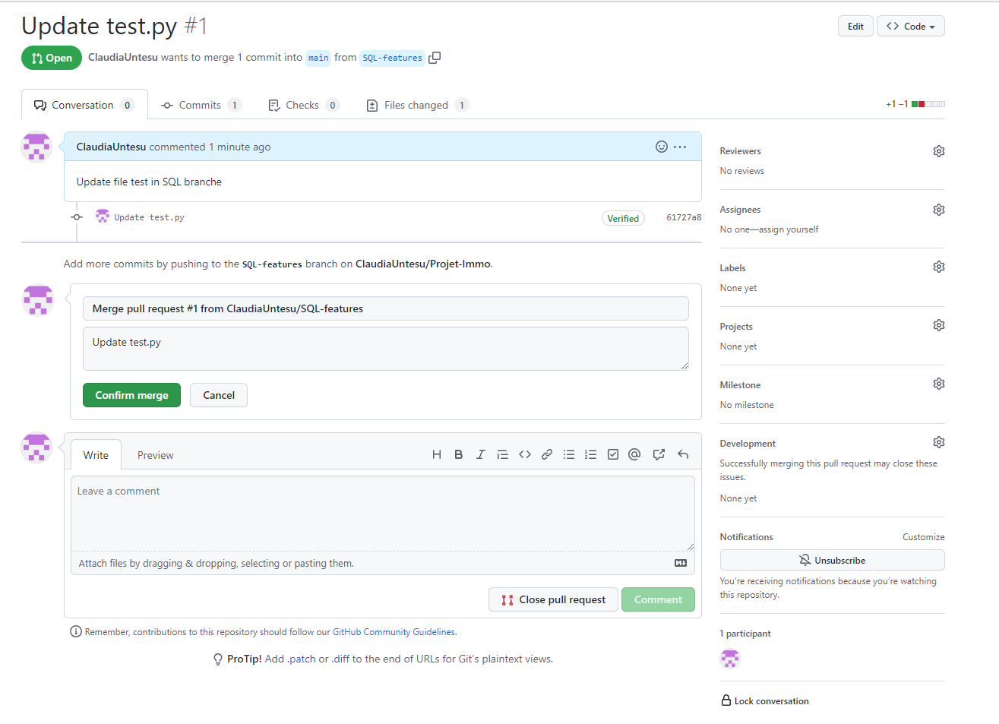 Update test.py #1
Edit
Code
Open
ClaudiaUntesu wants to merge 1 commit into main from SQL-features
Conversation 0
Commits 1
Checks 0
Files changed 1
+1 −1
ClaudiaUntesu commented 1 minute ago
Update file test in SQL branche
Update test.py
Verified
61727a8
Add more commits by pushing to the SQL-features branch on ClaudiaUntesu/Projet-Immo.
Merge pull request #1 from ClaudiaUntesu/SQL-features
Update test.py
Confirm merge
Cancel
Write
Preview
Leave a comment
Attach files by dragging & dropping, selecting or pasting them.
Close pull request
Comment
Remember, contributions to this repository should follow our GitHub Community Guidelines.
ProTip! Add .patch or .diff to the end of URLs for Git's plaintext views.
Reviewers
No reviews
Assignees
No one—assign yourself
Labels
None yet
Projects
None yet
Milestone
No milestone
Development
Successfully merging this pull request may close these
issues.
None yet
Notifications
Customize
Unsubscribe
You're receiving notifications because you're watching
this repository.
1 participant
Lock conversation